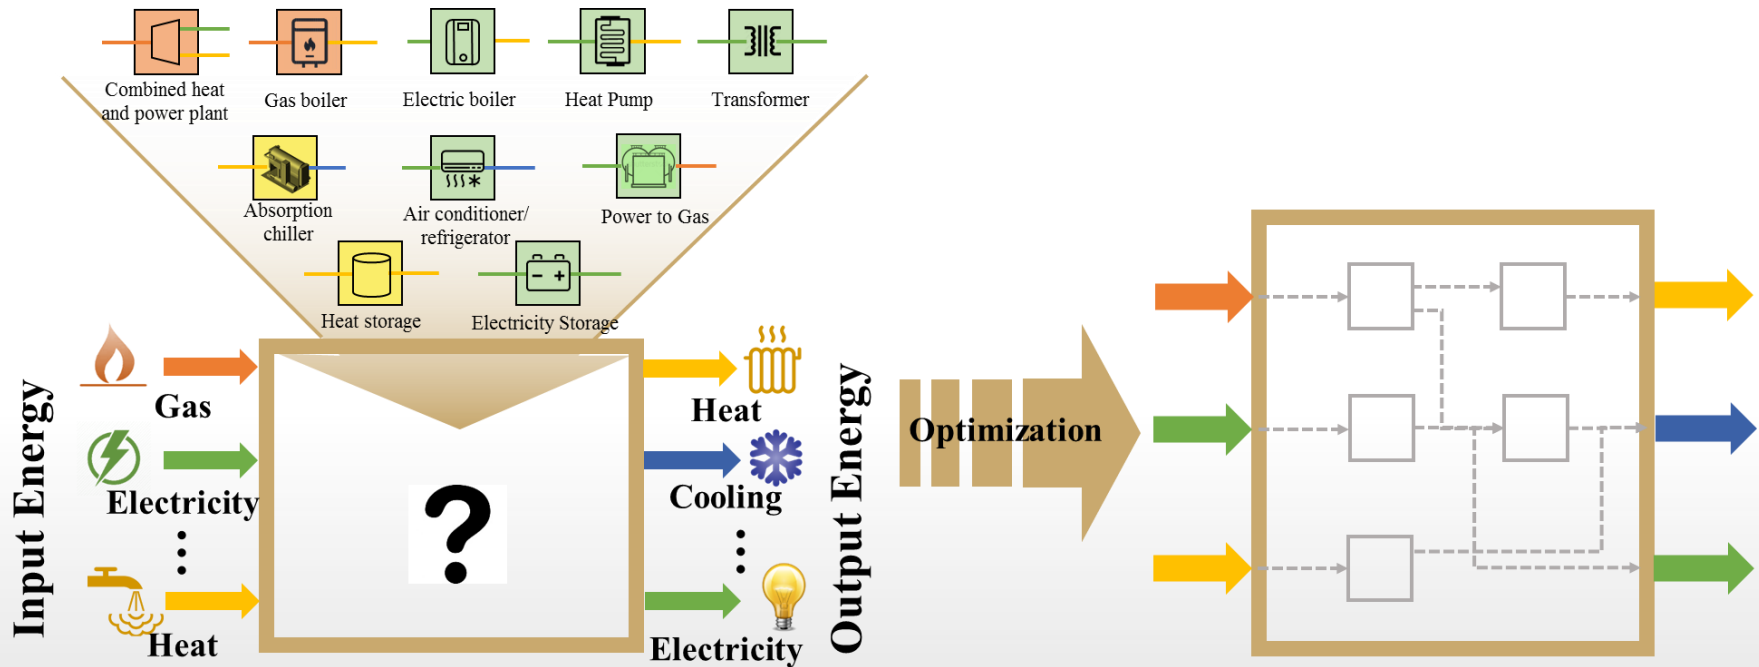 Combined heat
and power plant
Gas boiler
Electric boiler
Heat Pump
Transformer
Absorption
chiller
Air conditioner/
refrigerator
Power to Gas
Heat storage
Electricity Storage
Input Energy
Gas
Electricity
Heat
?
Heat
Cooling
Electricity
Output Energy
Optimization